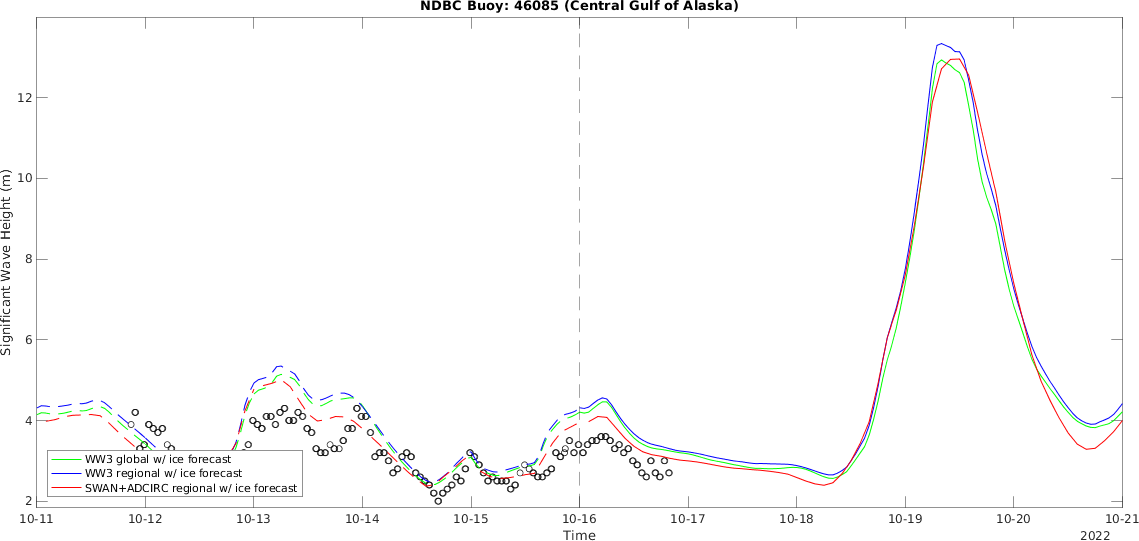 NDBC Buoy: 46085 (Central Gulf of Alaska)
12
10
8
6
4
2
Significant Wave Height (m)
WW3 global w/ ice forecast
WW3 regional w/ ice forecast
SWAN+ADCIRC regional w/ ice forecast
10-11 10-12 10-13 10-14 10-15 10-16 10-17 10-18 10-19 10-20 10-21
Time
2022